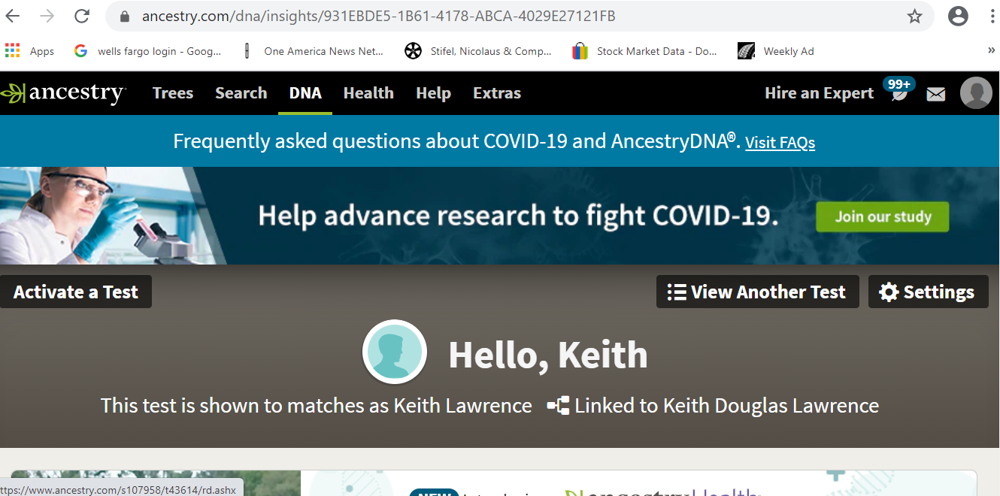 ancestry.com/dna/insights/931EBDE5-1B61-4178-ABCA-4029E27121FB
Apps wells fargo login - Goog... One America News Net... Stifel, Nicolaus & Comp... Stock Market Data - Do... Weekly Ad »
ancestry Trees Search DNA Health Help Extras Hire an Expert 99+
Frequently asked questions about COVID-19 and AncestryDNA®. Visit FAQs
Help advance research to fight COVID-19. Join our study
Activate a Test View Another Test Settings
Hello, Keith
This test is shown to matches as Keith Lawrence Linked to Keith Douglas Lawrence
NEW
ttps://www.ancestry.com/s107958/t43614/rd.ashx